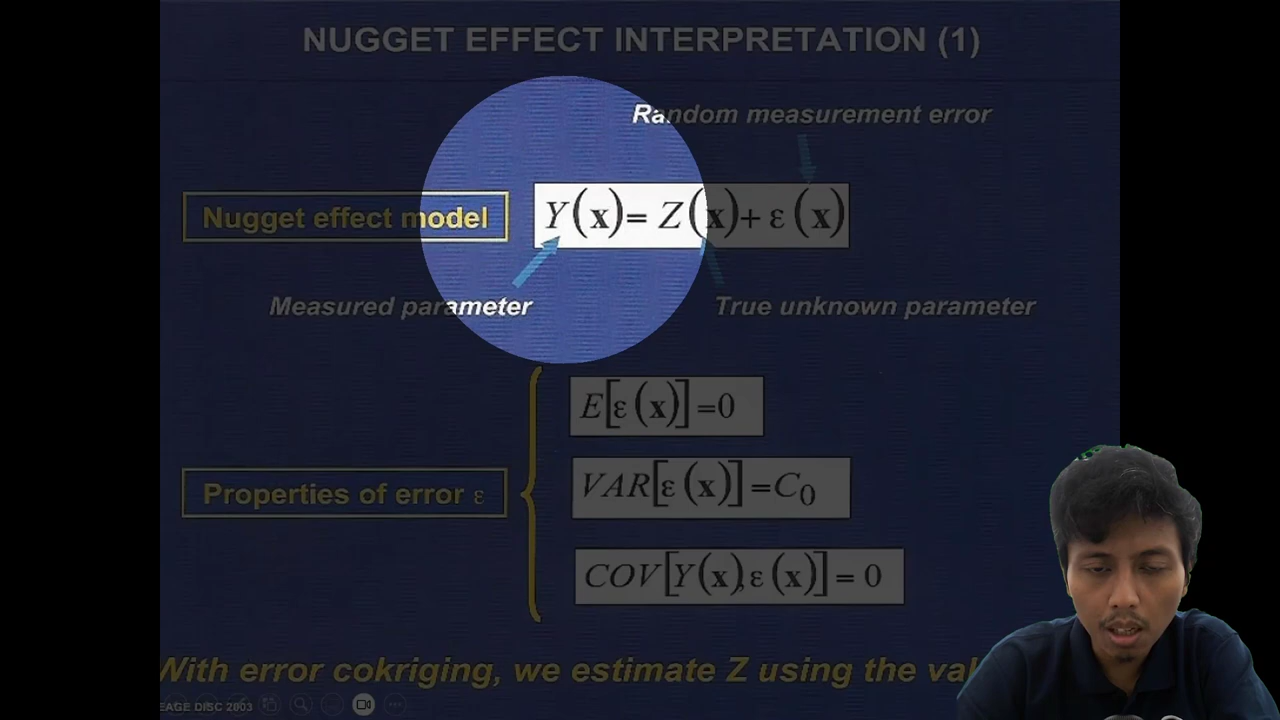 NUGGET EFFECT INTERPRETATION (1)
Random measurement error
Nugget effect model
Y(x)= Z(x)+ ε(x)
Measured parameter
True unknown parameter
E[ε(x)]=0
Properties of error ε
VAR[ε(x)]=C₀
COV[Y(x),ε(x)] = 0
With error cokriging, we estimate Z using the
EAGE DISC 2003